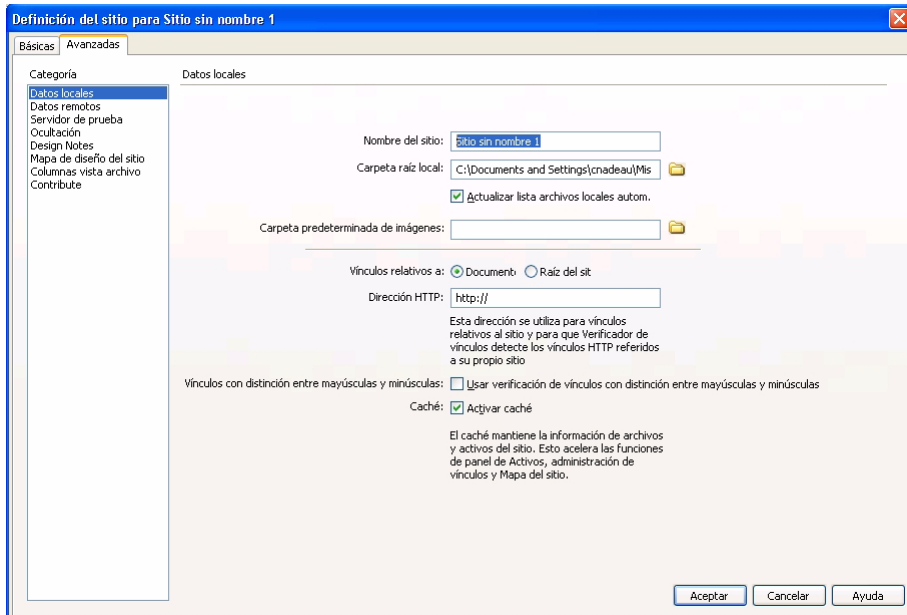 Definición del sitio para Sitio sin nombre 1
Básicas
Avanzadas
Categoría
Datos locales
Datos remotos
Servidor de prueba
Ocultación
Design Notes
Mapa de diseño del sitio
Columnas vista archivo
Contribute
Datos locales
Nombre del sitio: Sitio sin nombre 1
Carpeta raíz local: C:\Documents and Settings\cnadeau\Mis
Actualizar lista archivos locales autom.
Carpeta predeterminada de imágenes:
Vínculos relativos a: Document Raíz del sit
Dirección HTTP: http://
Esta dirección se utiliza para vínculos
relativos al sitio y para que Verificador de
vínculos detecte los vínculos HTTP referidos
a su propio sitio
Vínculos con distinción entre mayúsculas y minúsculas: Usar verificación de vínculos con distinción entre mayúsculas y minúsculas
Caché: Activar caché
El caché mantiene la información de archivos
y activos del sitio. Esto acelera las funciones
de panel de Activos, administración de
vínculos y Mapa del sitio.
Aceptar Cancelar Ayuda